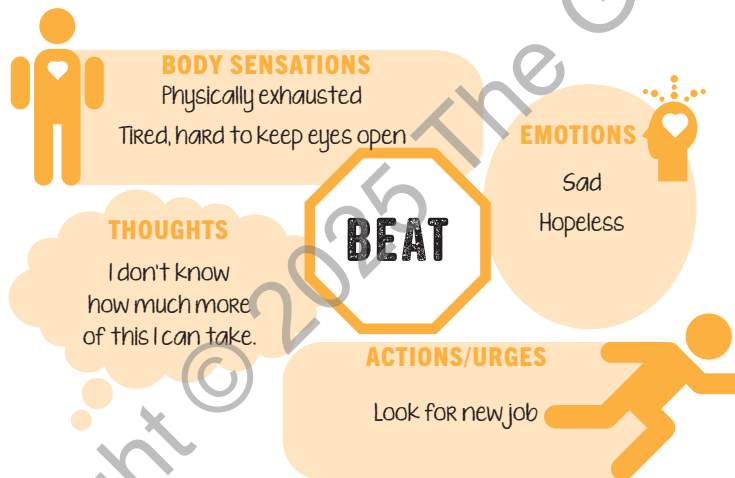 BODY SENSATIONS
Physically exhausted
Tired, hard to keep eyes open
EMOTIONS
Sad
Hopeless
THOUGHTS
I don't know
how much more
of this I can take.
BEAT
ACTIONS/URGES
Look for new job
ght © 2025 The